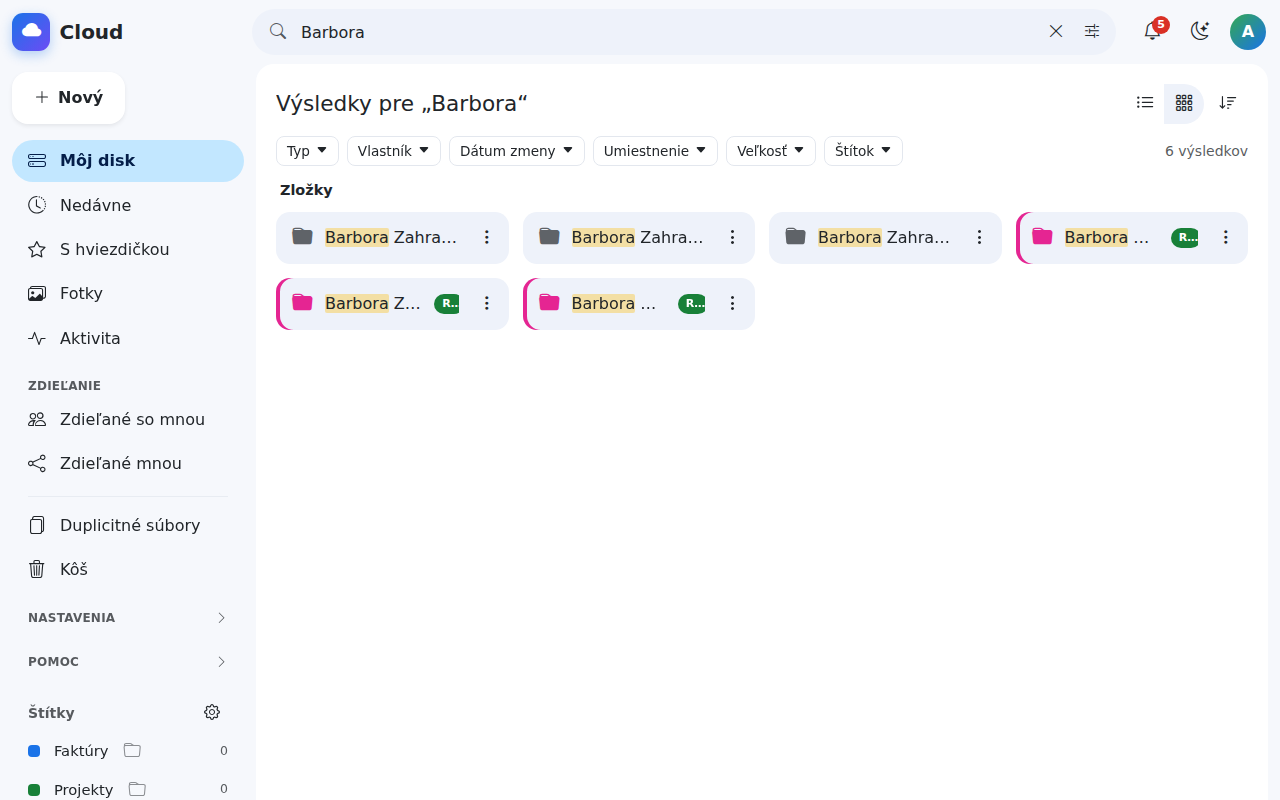 Cloud
Barbora
5
A
Nový
Výsledky pre „Barbora“
Môj disk
Typ Vlastník Dátum zmeny Umiestnenie Veľkosť Štítok 6 výsledkov
Nedávne
Zložky
S hviezdičkou
Barbora Zahra...
Barbora Zahra...
Barbora Zahra...
Barbora ... R...
Fotky
Barbora Z... R...
Barbora ... R...
Aktivita
ZDIEĽANIE
Zdieľané so mnou
Zdieľané mnou
Duplicitné súbory
Kôš
NASTAVENIA
POMOC
Štítky
Faktúry 0
Projekty 0